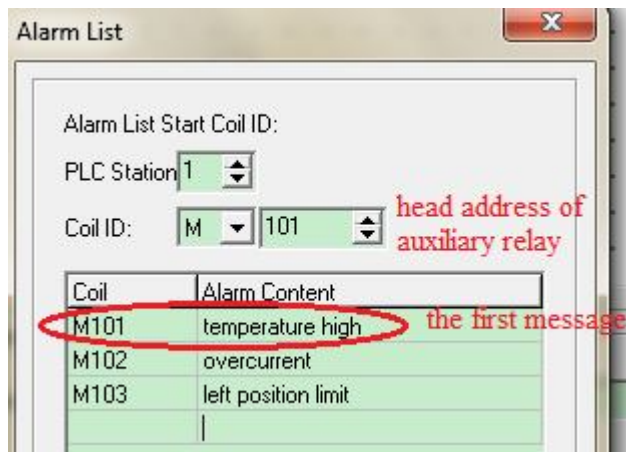 Alarm List
Alarm List Start Coil ID:
PLC Station 1
Coil ID: M 101
head address of
auxiliary relay
Coil Alarm Content
M101 temperature high
the first message
M102 overcurrent
M103 left position limit